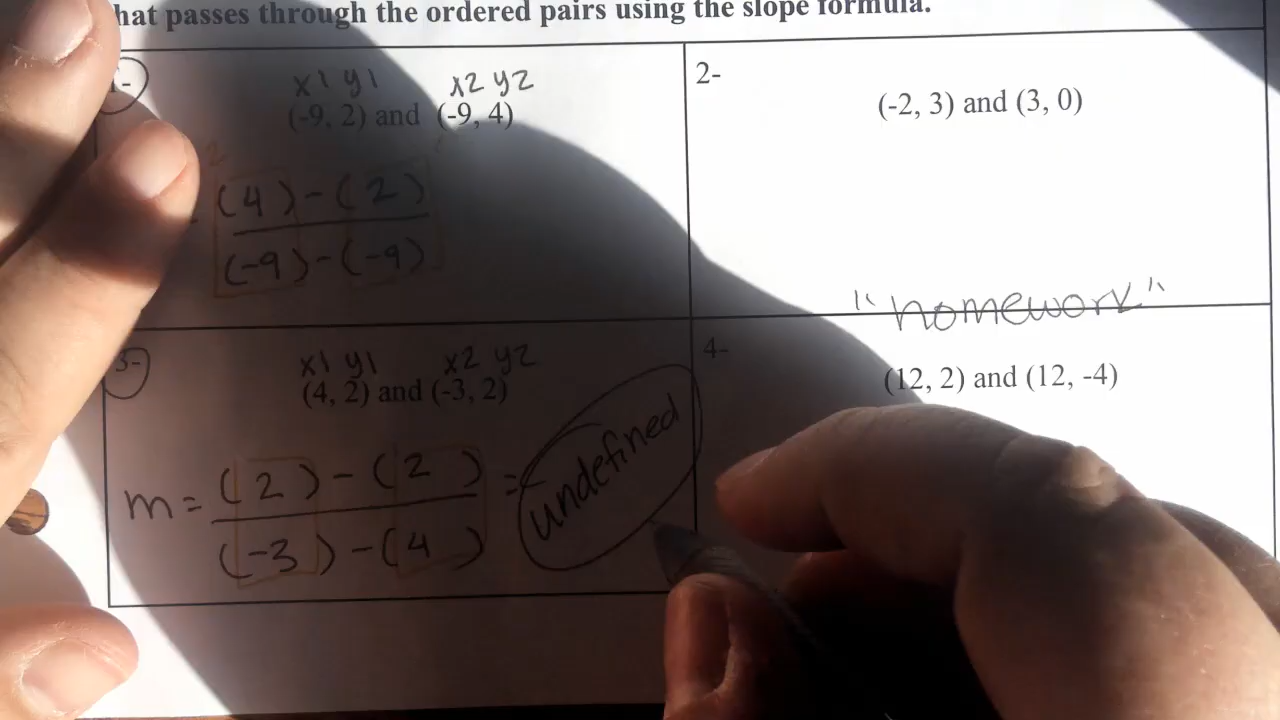 hat passes through the ordered pairs using the slope formula.
x1 y1 x2 y2
(-9, 2) and (-9, 4)
(4) - (2)
(-9) - (-9)
2-
(-2, 3) and (3, 0)
"homework"
3-
x1 y1 x2 y2
(4, 2) and (-3, 2)
m = (2) - (2) = undefined
(-3) - (4)
4-
(12, 2) and (12, -4)